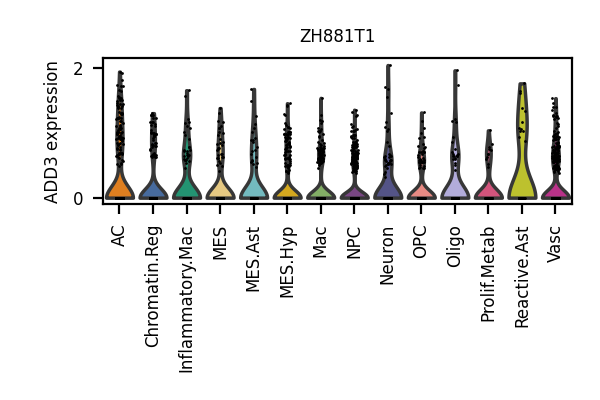 ZH881T1
ADD3 expression
2
0
AC
Chromatin.Reg
Inflammatory.Mac
MES
MES.Ast
MES.Hyp
Mac
NPC
Neuron
OPC
Oligo
Prolif.Metab
Reactive.Ast
Vasc